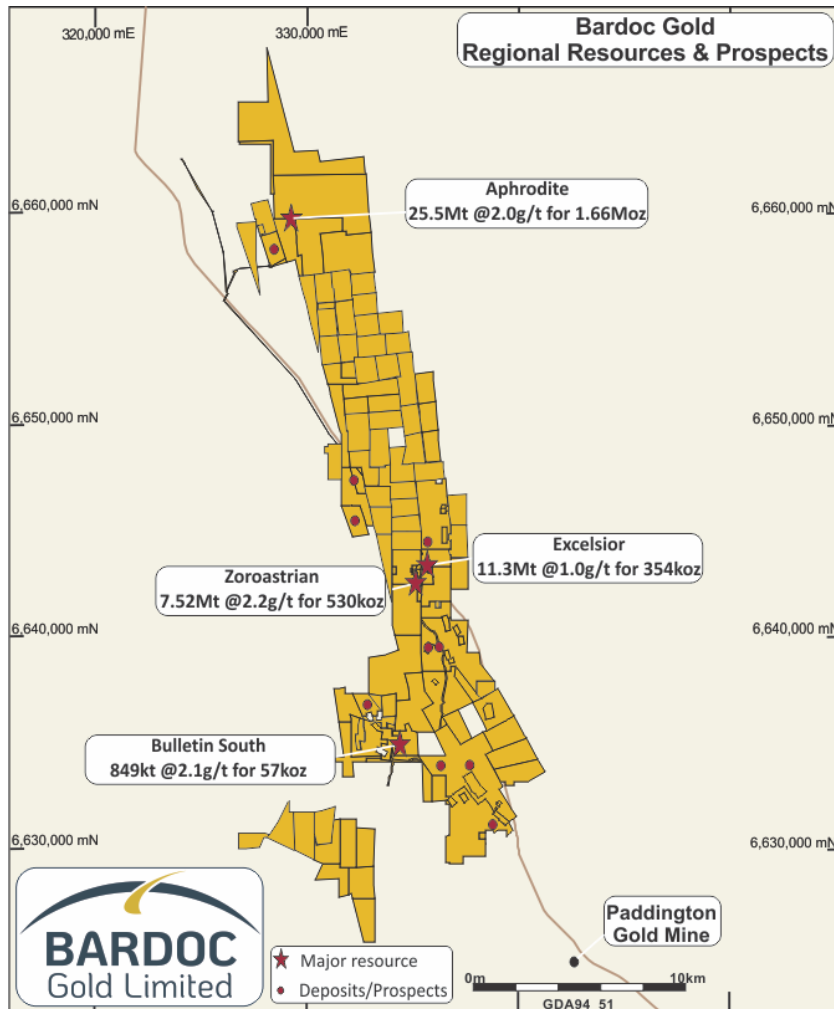 320,000 mE
330,000 mE
Bardoc Gold
Regional Resources & Prospects
6,660,000 mN
Aphrodite
25.5Mt @2.0g/t for 1.66Moz
6,660,000 mN
6,650,000 mN
6,650,000 mN
Excelsior
11.3Mt @1.0g/t for 354koz
Zoroastrian
7.52Mt @2.2g/t for 530koz
6,640,000 mN
6,640,000 mN
Bulletin South
849kt @2.1g/t for 57koz
6,630,000 mN
6,630,000 mN
BARDOC
Gold Limited
Major resource
Deposits/Prospects
Paddington
Gold Mine
0m
10km
GDA94_51